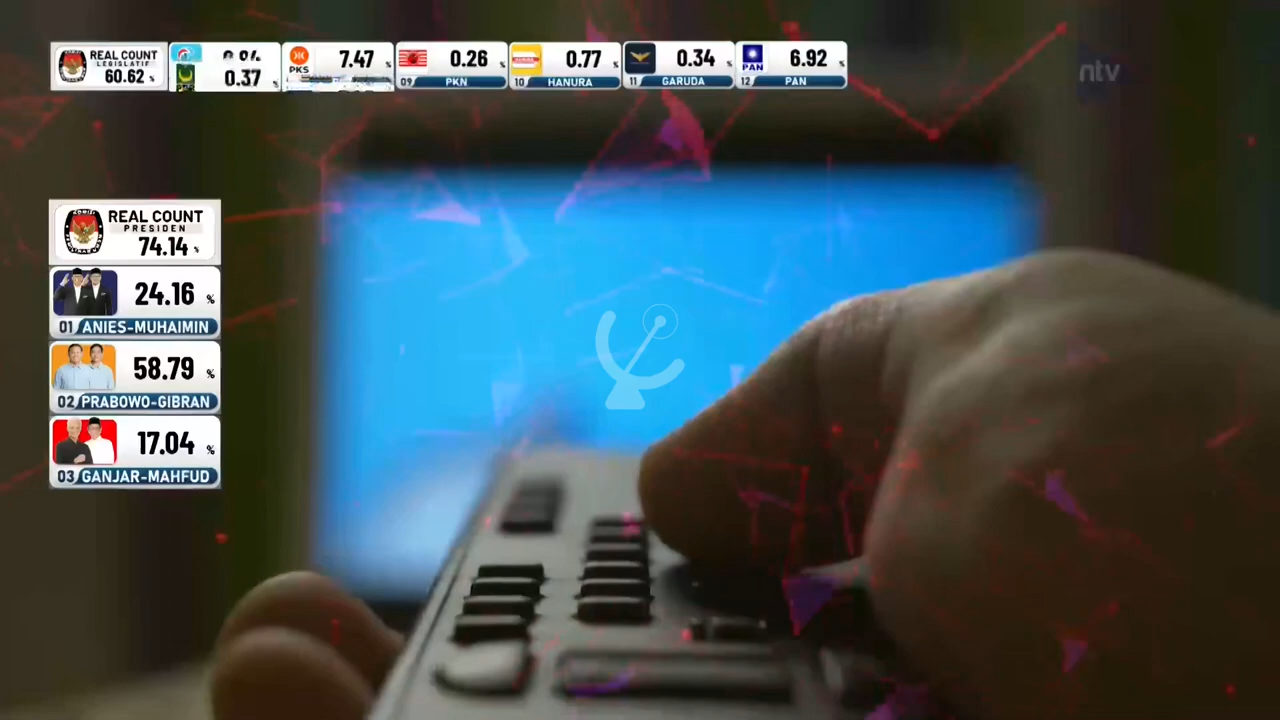 REAL COUNT
LEGISLATIF
60.62 %
0.37 %
PKS
7.47 %
0.26 %
09 PKN
0.77 %
10 HANURA
0.34 %
11 GARUDA
PAN
6.92 %
12 PAN
ntv
REAL COUNT
PRESIDEN
74.14 %
24.16 %
01 ANIES-MUHAIMIN
58.79 %
02 PRABOWO-GIBRAN
17.04 %
03 GANJAR-MAHFUD